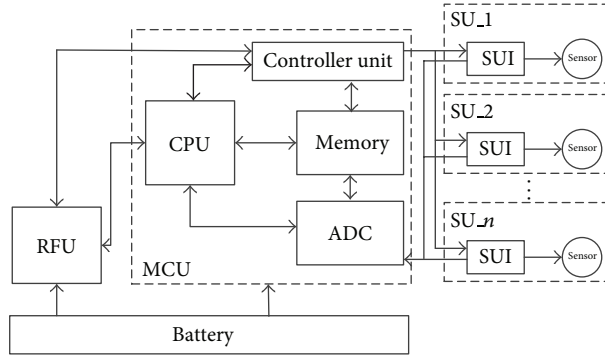 SU_1
Controller unit
SUI
Sensor
SU_2
CPU
Memory
SUI
Sensor
SU_n
RFU
ADC
SUI
Sensor
MCU
Battery